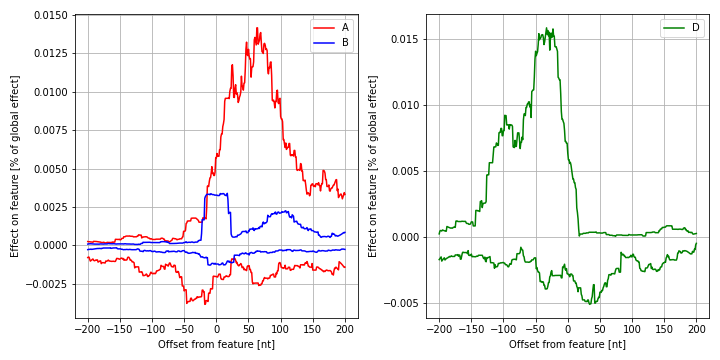 0.0150
0.0125
0.0100
0.0075
0.0050
0.0025
0.0000
−0.0025
Effect on feature [% of global effect]
−200 −150 −100 −50 0 50 100 150 200
Offset from feature [nt]
A
B
0.015
0.010
0.005
0.000
−0.005
Effect on feature [% of global effect]
−200 −150 −100 −50 0 50 100 150 200
Offset from feature [nt]
D